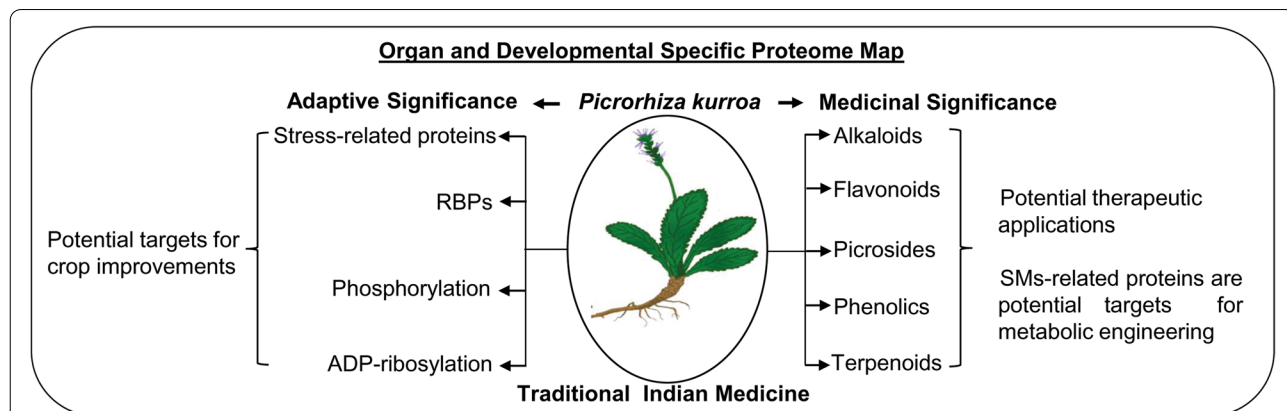 Organ and Developmental Specific Proteome Map
Adaptive Significance
Picrorhiza kurroa
Medicinal Significance
Stress-related proteins
RBPs
Phosphorylation
ADP-ribosylation
Potential targets for
crop improvements
Alkaloids
Flavonoids
Picrosides
Phenolics
Terpenoids
Potential therapeutic
applications
SMs-related proteins are
potential targets for
metabolic engineering
Traditional Indian Medicine